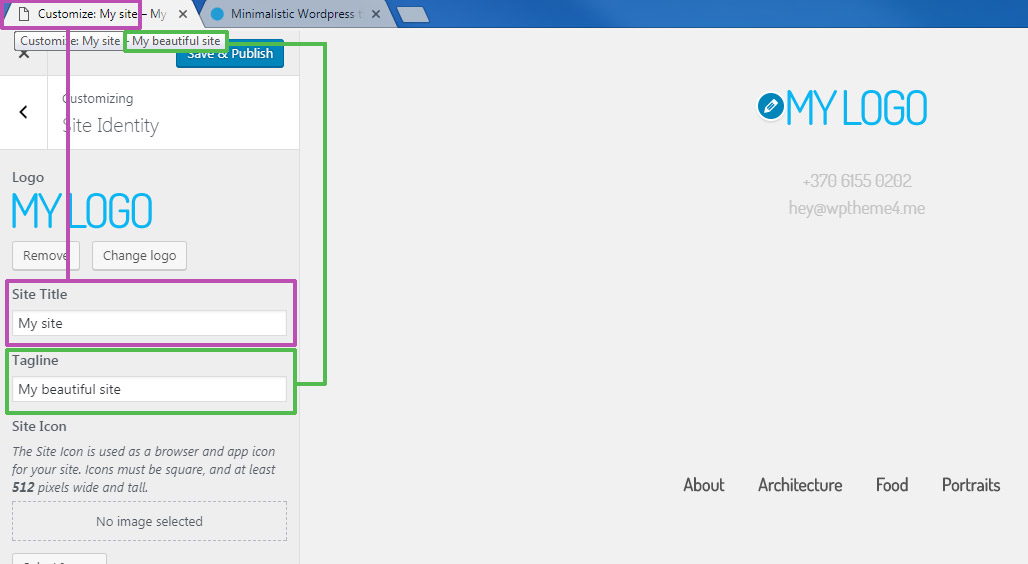 Customize: My site – My
Minimalistic Wordpress t
Customize: My site - My beautiful site
Save & Publish
Customizing
Site Identity
Logo
MY LOGO
Remove
Change logo
Site Title
My site
Tagline
My beautiful site
Site Icon
The Site Icon is used as a browser and app icon
for your site. Icons must be square, and at least
512 pixels wide and tall.
No image selected
MY LOGO
+370 6155 0202
hey@wptheme4.me
About
Architecture
Food
Portraits